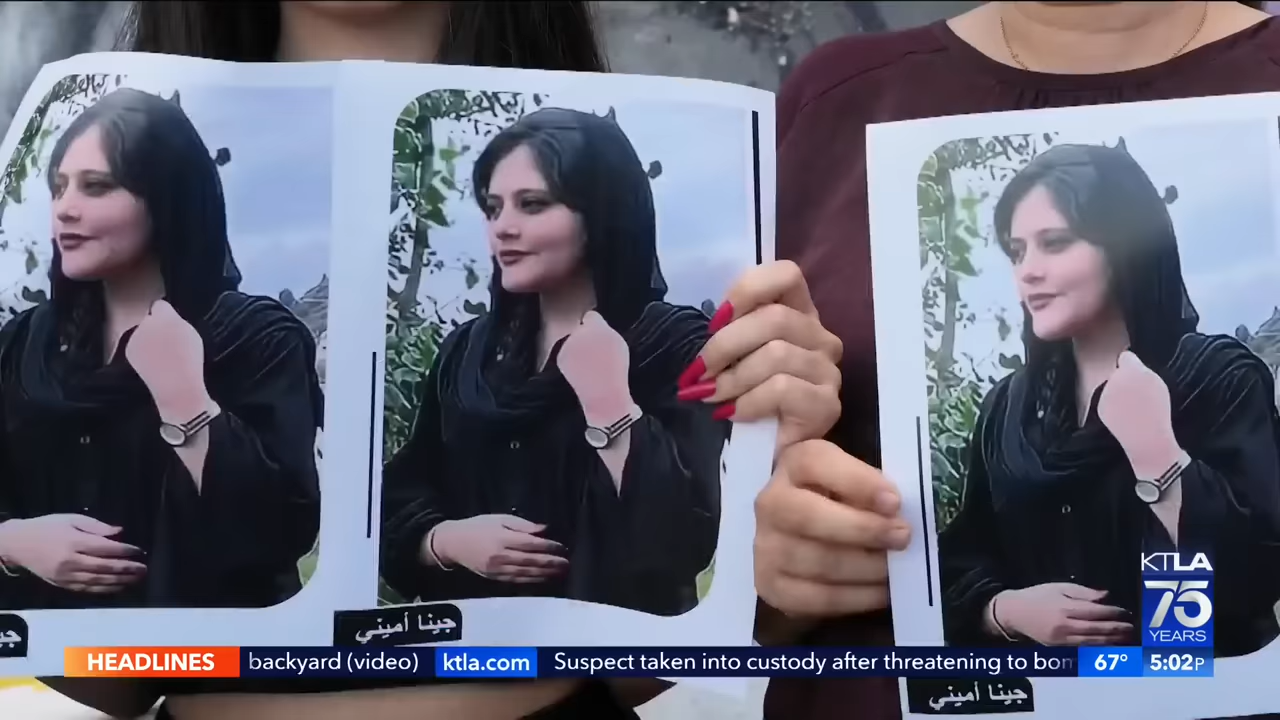 جينا أميني
جينا أميني
KTLA
75
YEARS
HEADLINES
backyard (video)
ktla.com
Suspect taken into custody after threatening to
67°
5:02P